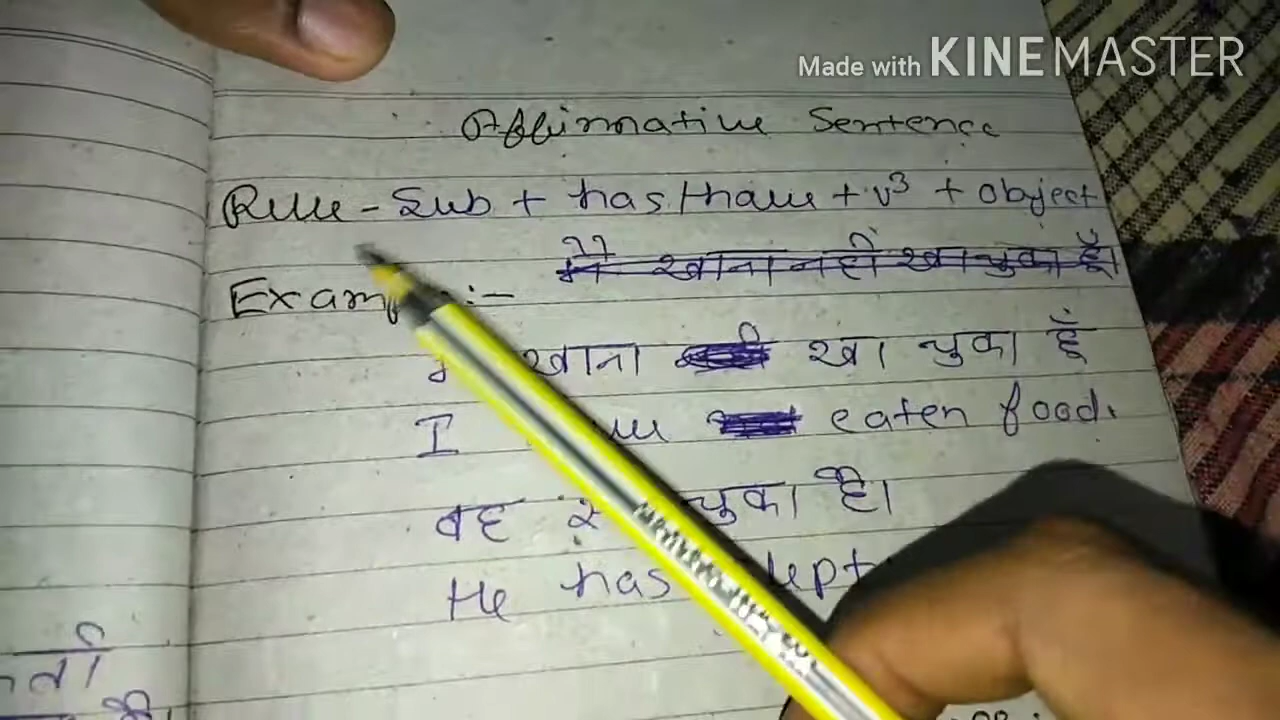 Made with KINEMASTER
Affirmative Sentence
Rule - Sub + has/have + v³ + object
Example :-
खाना खा चुका हूँ
I eaten food.
वह चुका है।
He has